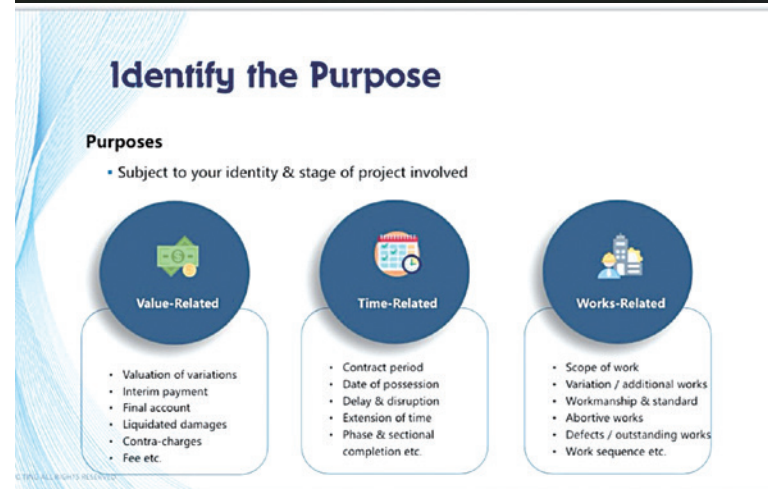 Identify the Purpose
Purposes
▪ Subject to your identity & stage of project involved
Value-Related
• Valuation of variations
• Interim payment
• Final account
• Liquidated damages
• Contra-charges
• Fee etc.
Time-Related
• Contract period
• Date of possession
• Delay & disruption
• Extension of time
• Phase & sectional
completion etc.
Works-Related
• Scope of work
• Variation / additional works
• Workmanship & standard
• Abortive works
• Defects / outstanding works
• Work sequence etc.
ALL RIGHTS RESERVED